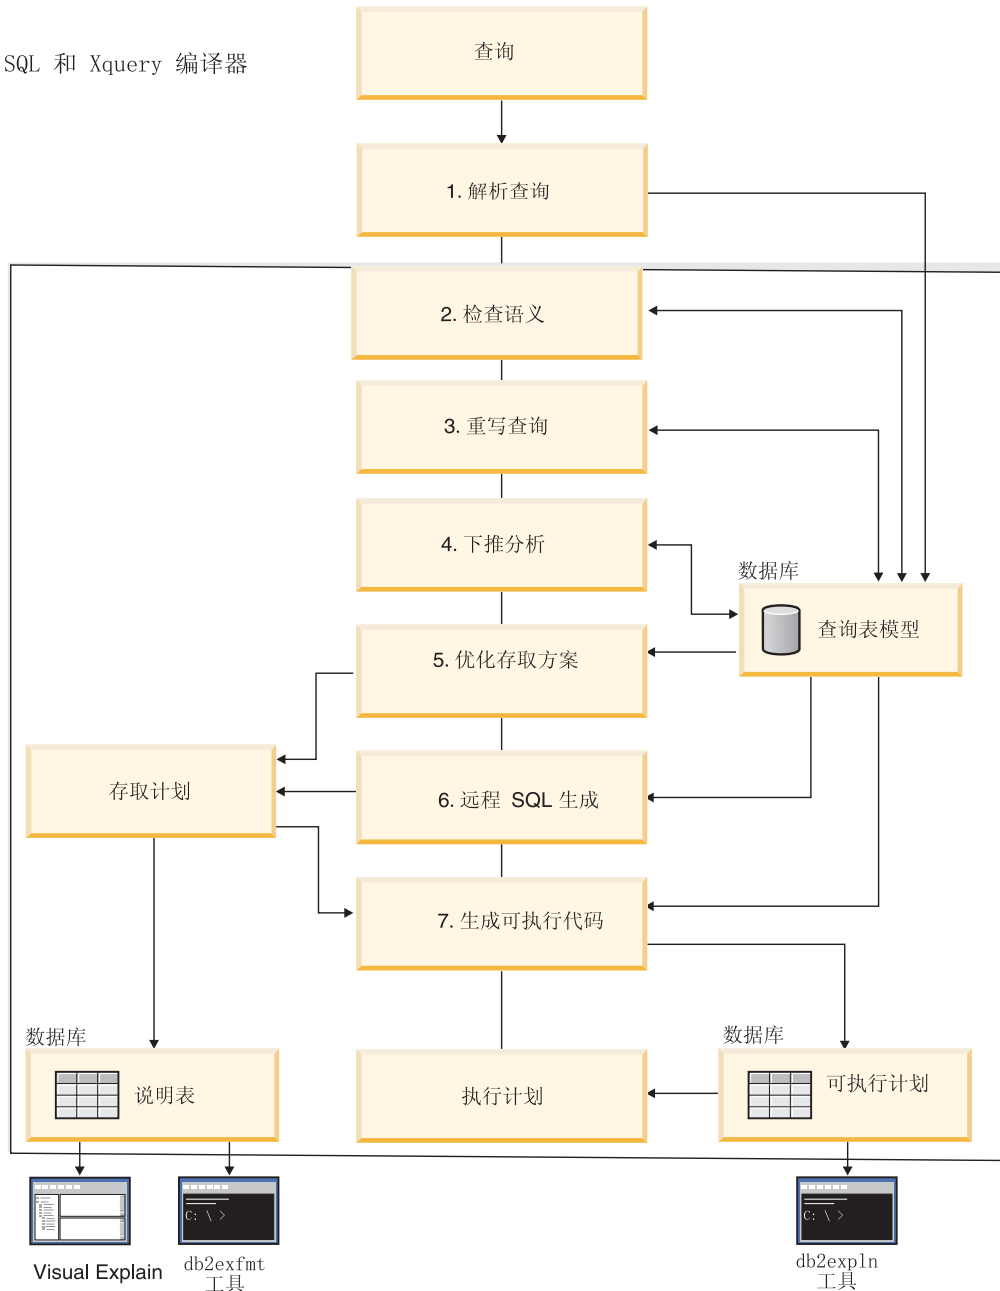 查询
SQL 和 Xquery 编译器
1. 解析查询
2. 检查语义
3. 重写查询
4. 下推分析
数据库
查询表模型
5. 优化存取方案
存取计划
6. 远程 SQL 生成
7. 生成可执行代码
数据库
说明表
执行计划
数据库
可执行计划
C: \ >
C: \ >
Visual Explain
db2exfmt
工具
db2expln
工具